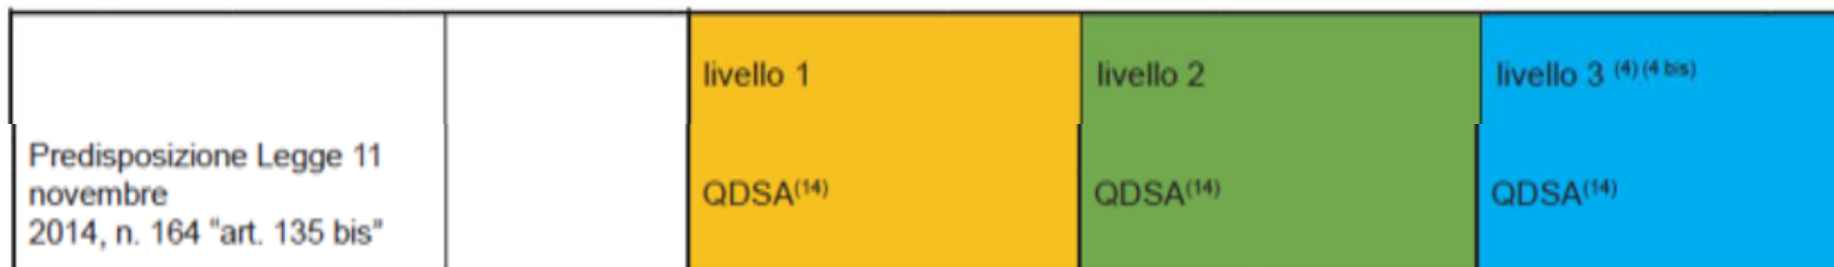 livello 1
livello 2
livello 3 (4) (4 bis)
Predisposizione Legge 11
novembre
2014, n. 164 "art. 135 bis"
QDSA(14)
QDSA(14)
QDSA(14)